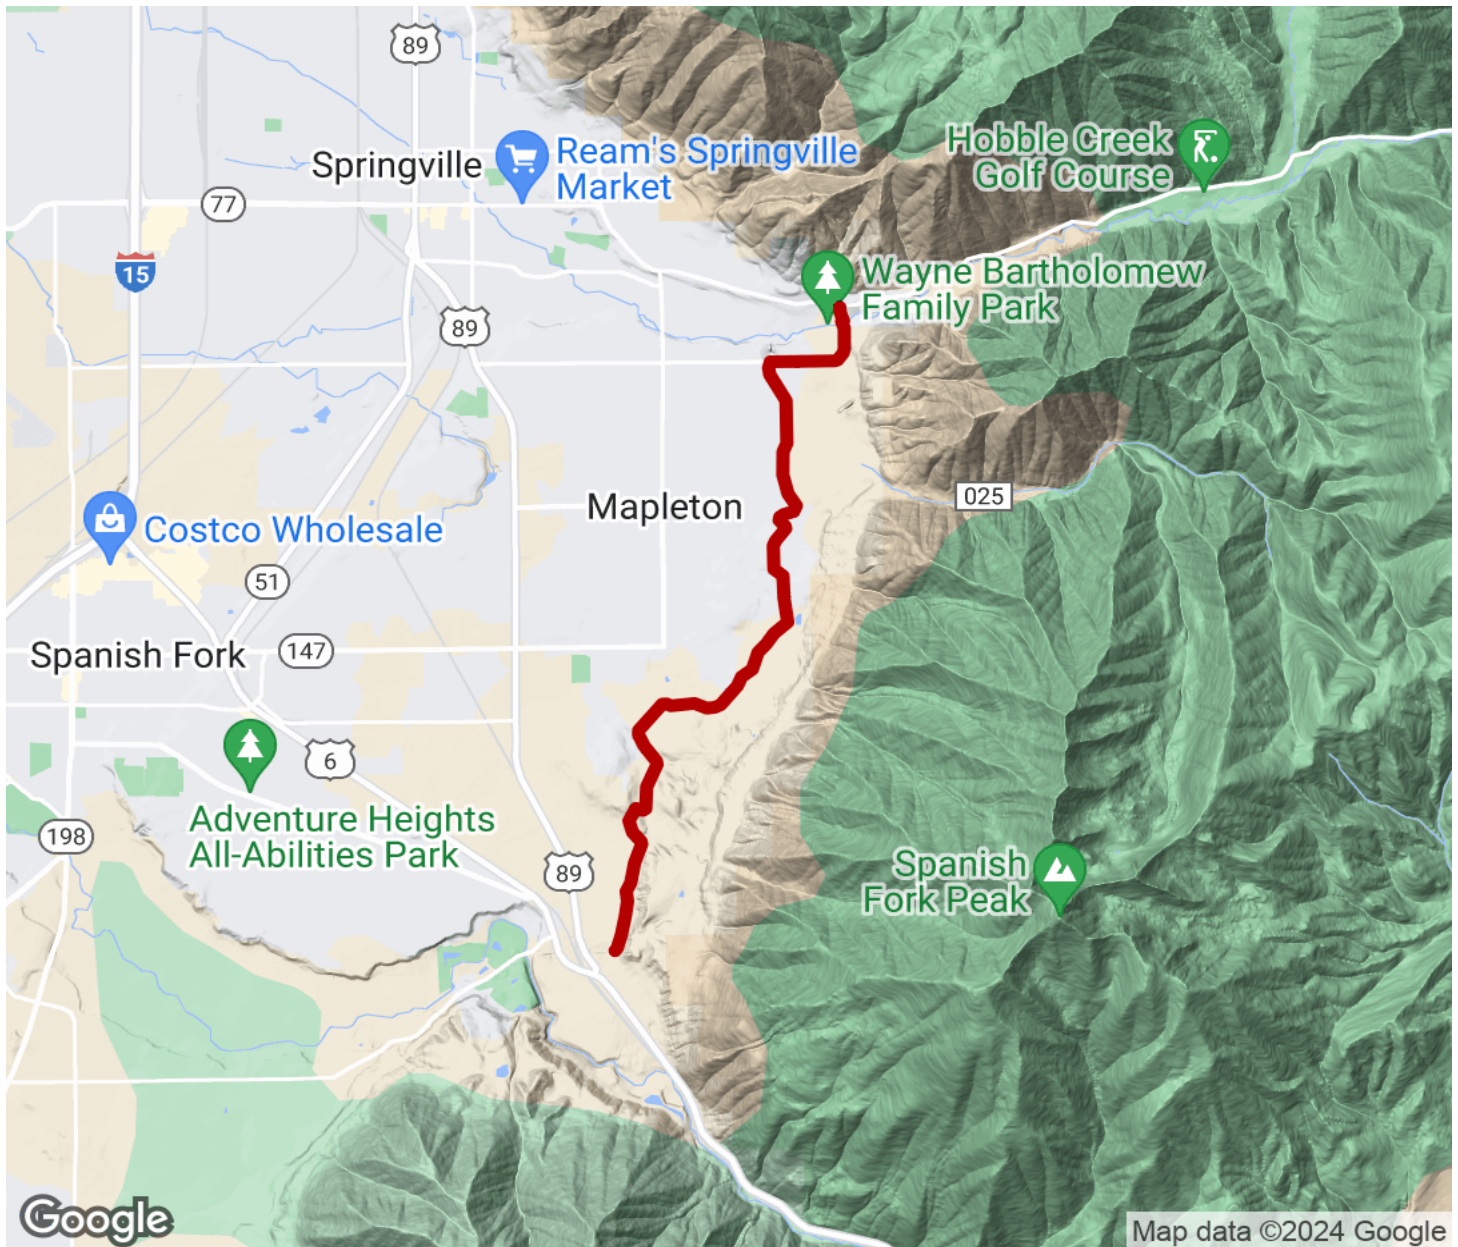 89
Springville
Ream's Springville
Market
Hobble Creek
Golf Course
77
15
Wayne Bartholomew
Family Park
89
Mapleton
025
Costco Wholesale
51
Spanish Fork
147
6
Adventure Heights
All-Abilities Park
198
89
Spanish
Fork Peak
Google
Map data ©2024 Google